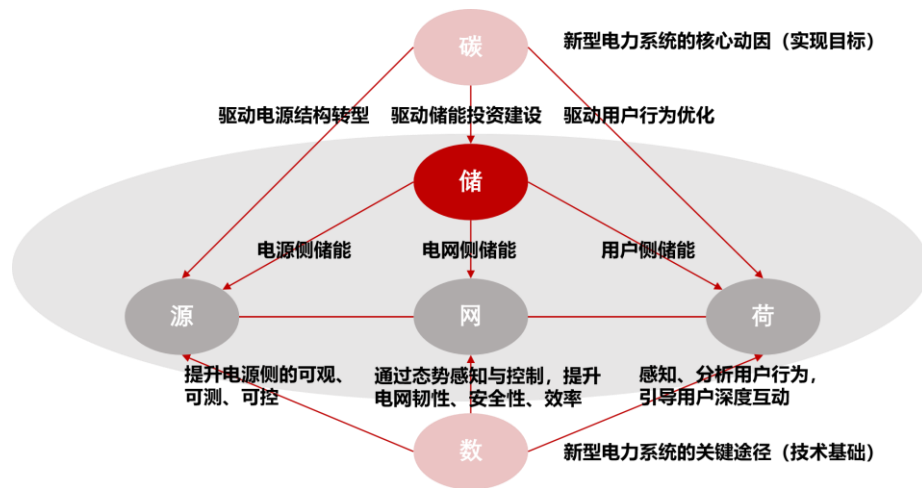 碳
新型电力系统的核心动因（实现目标）
驱动电源结构转型
驱动储能投资建设
驱动用户行为优化
储
电源侧储能
电网侧储能
用户侧储能
源
网
荷
提升电源侧的可观、
可测、可控
通过态势感知与控制，提升
电网韧性、安全性、效率
感知、分析用户行为，
引导用户深度互动
数
新型电力系统的关键途径（技术基础）